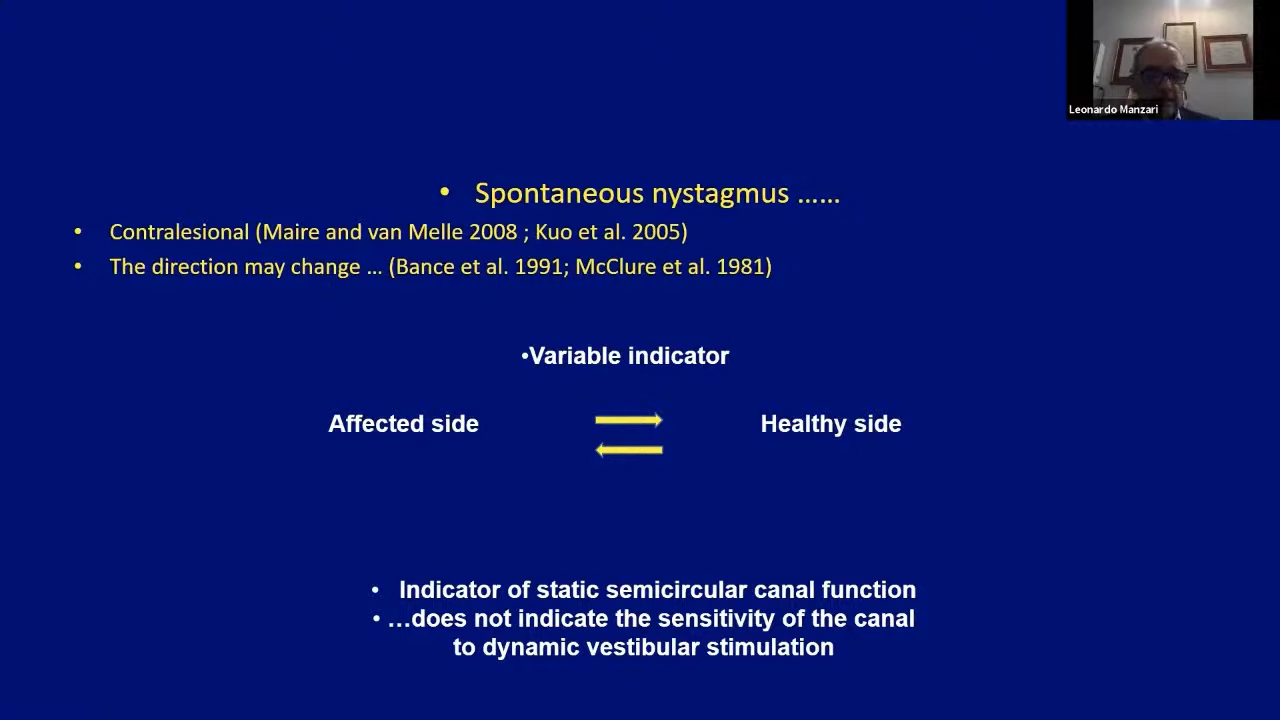 Leonardo Manzari
• Spontaneous nystagmus ……
• Contralesional (Maire and van Melle 2008 ; Kuo et al. 2005)
• The direction may change … (Bance et al. 1991; McClure et al. 1981)
•Variable indicator
Affected side Healthy side
• Indicator of static semicircular canal function
• …does not indicate the sensitivity of the canal
to dynamic vestibular stimulation